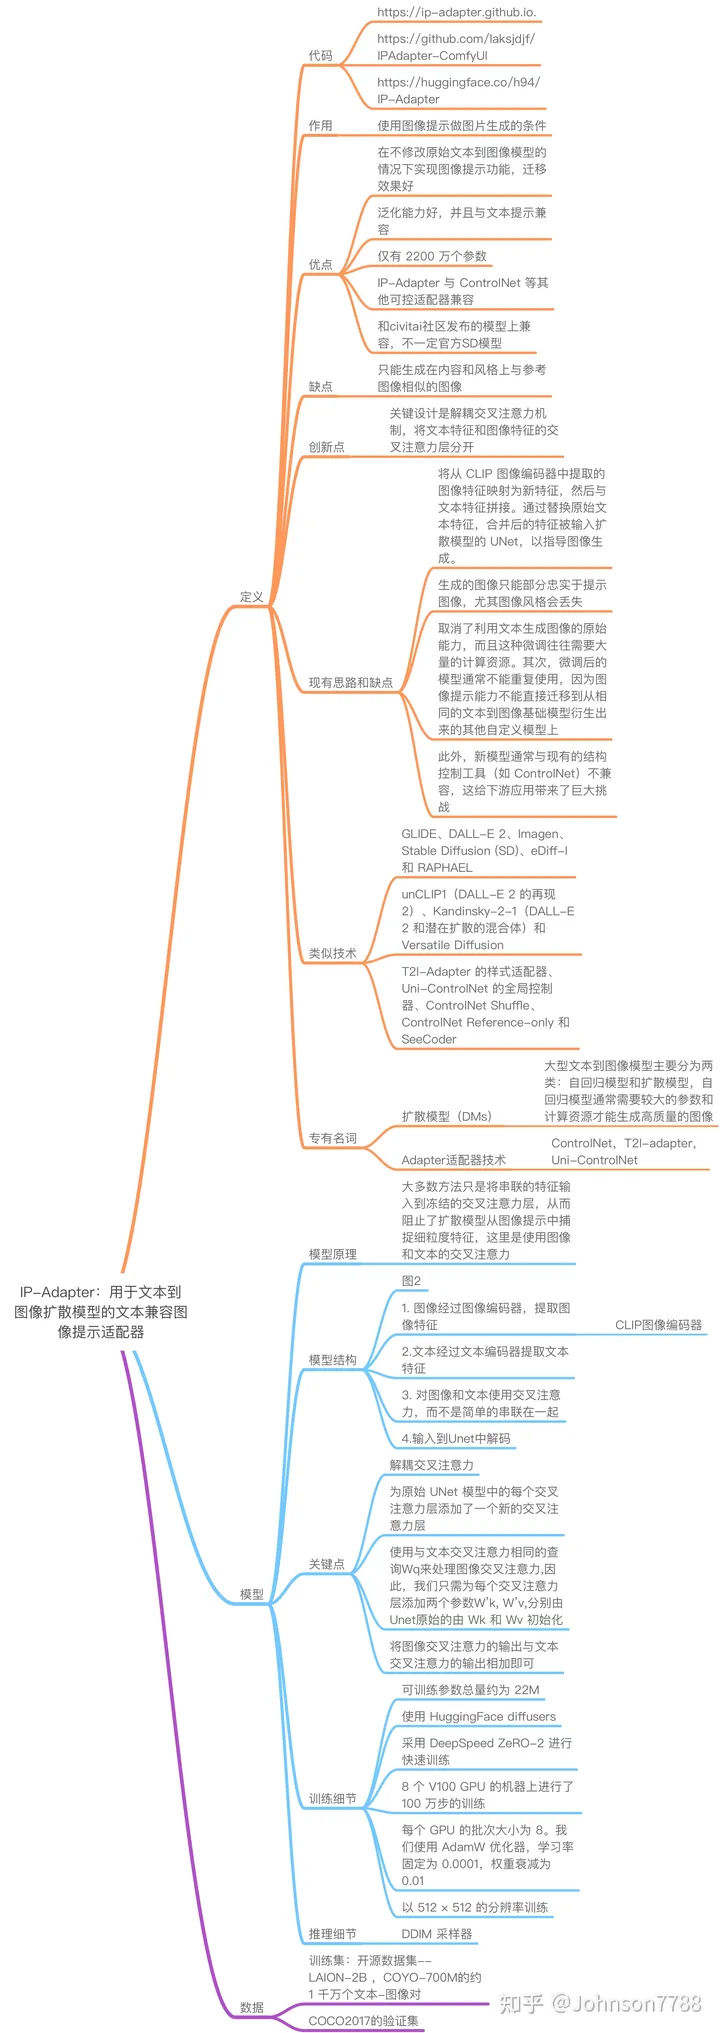 https://ip-adapter.github.io.
代码
https://github.com/laksjdjf/
IPAdapter-ComfyUI
https://huggingface.co/h94/
IP-Adapter
作用
使用图像提示做图片生成的条件
优点
在不修改原始文本到图像模型的
情况下实现图像提示功能，迁移
效果好
泛化能力好，并且与文本提示兼
容
仅有 2200 万个参数
IP-Adapter 与 ControlNet 等其
他可控适配器兼容
和civitai社区发布的模型上兼
容，不一定官方SD模型
缺点
只能生成在内容和风格上与参考
图像相似的图像
创新点
关键设计是解耦交叉注意力机
制，将文本特征和图像特征的交
叉注意力层分开
定义
现有思路和缺点
将从 CLIP 图像编码器中提取的
图像特征映射为新特征，然后与
文本特征拼接。通过替换原始文
本特征，合并后的特征被输入扩
散模型的 UNet，以指导图像生
成。
生成的图像只能部分忠实于提示
图像，尤其图像风格会丢失
取消了利用文本生成图像的原始
能力，而且这种微调往往需要大
量的计算资源。其次，微调后的
模型通常不能重复使用，因为图
像提示能力不能直接迁移到从相
同的文本到图像基础模型衍生出
来的其他自定义模型上
此外，新模型通常与现有的结构
控制工具（如 ControlNet）不兼
容，这给下游应用带来了巨大挑
战
类似技术
GLIDE、DALL-E 2、Imagen、
Stable Diffusion (SD)、eDiff-I
和 RAPHAEL
unCLIP1（DALL-E 2 的再现
2）、Kandinsky-2-1（DALL-E
2 和潜在扩散的混合体）和
Versatile Diffusion
T2I-Adapter 的样式适配器、
Uni-ControlNet 的全局控制
器、ControlNet Shuffle、
ControlNet Reference-only 和
SeeCoder
专有名词
扩散模型（DMs）
大型文本到图像模型主要分为两
类：自回归模型和扩散模型，自
回归模型通常需要较大的参数和
计算资源才能生成高质量的图像
Adapter适配器技术
ControlNet，T2I-adapter，
Uni-ControlNet
IP-Adapter：用于文本到
图像扩散模型的文本兼容图
像提示适配器
模型原理
大多数方法只是将串联的特征输
入到冻结的交叉注意力层，从而
阻止了扩散模型从图像提示中捕
捉细粒度特征，这里是使用图像
和文本的交叉注意力
模型结构
图2
1. 图像经过图像编码器，提取图
像特征
CLIP图像编码器
2.文本经过文本编码器提取文本
特征
3. 对图像和文本使用交叉注意
力，而不是简单的串联在一起
4.输入到Unet中解码
模型
关键点
解耦交叉注意力
为原始 UNet 模型中的每个交叉
注意力层添加了一个新的交叉注
意力层
使用与文本交叉注意力相同的查
询Wq来处理图像交叉注意力,因
此，我们只需为每个交叉注意力
层添加两个参数W'k, W'v,分别由
Unet原始的由 Wk 和 Wv 初始化
将图像交叉注意力的输出与文本
交叉注意力的输出相加即可
训练细节
可训练参数总量约为 22M
使用 HuggingFace diffusers
采用 DeepSpeed ZeRO-2 进行
快速训练
8 个 V100 GPU 的机器上进行了
100 万步的训练
每个 GPU 的批次大小为 8。我
们使用 AdamW 优化器，学习率
固定为 0.0001，权重衰减为
0.01
以 512 × 512 的分辨率训练
推理细节
DDIM 采样器
数据
训练集：开源数据集--
LAION-2B ，COYO-700M的约
1 千万个文本-图像对
COCO2017的验证集
知乎 @Johnson7788